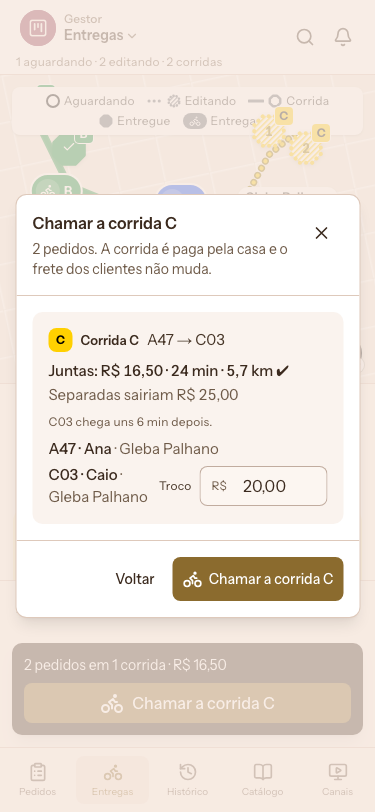 Gestor
Entregas
1 aguardando · 2 editando · 2 corridas
Aguardando Editando Corrida
Entregue Entrega
C
1
C
2
B
Chamar a corrida C
2 pedidos. A corrida é paga pela casa e o
frete dos clientes não muda.
C Corrida C A47 → C03
Juntas: R$ 16,50 · 24 min · 5,7 km ✔
Separadas sairiam R$ 25,00
C03 chega uns 6 min depois.
A47 · Ana · Gleba Palhano
C03 · Caio ·
Gleba Palhano
Troco R$ 20,00
Voltar Chamar a corrida C
2 pedidos em 1 corrida · R$ 16,50
Chamar a corrida C
Pedidos Entregas Histórico Catálogo Canais